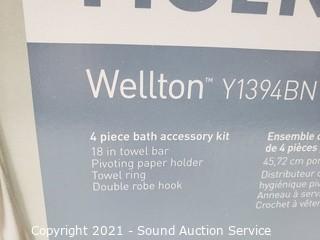 Wellton™ Y1394BN
4 piece bath accessory kit
18 in towel bar
Pivoting paper holder
Towel ring
Double robe hook
Ensemble
de 4 pièces
45,72 cm
Distributeur
hygiénique
Anneau à
Crochet à
Copyright 2021 - Sound Auction Service